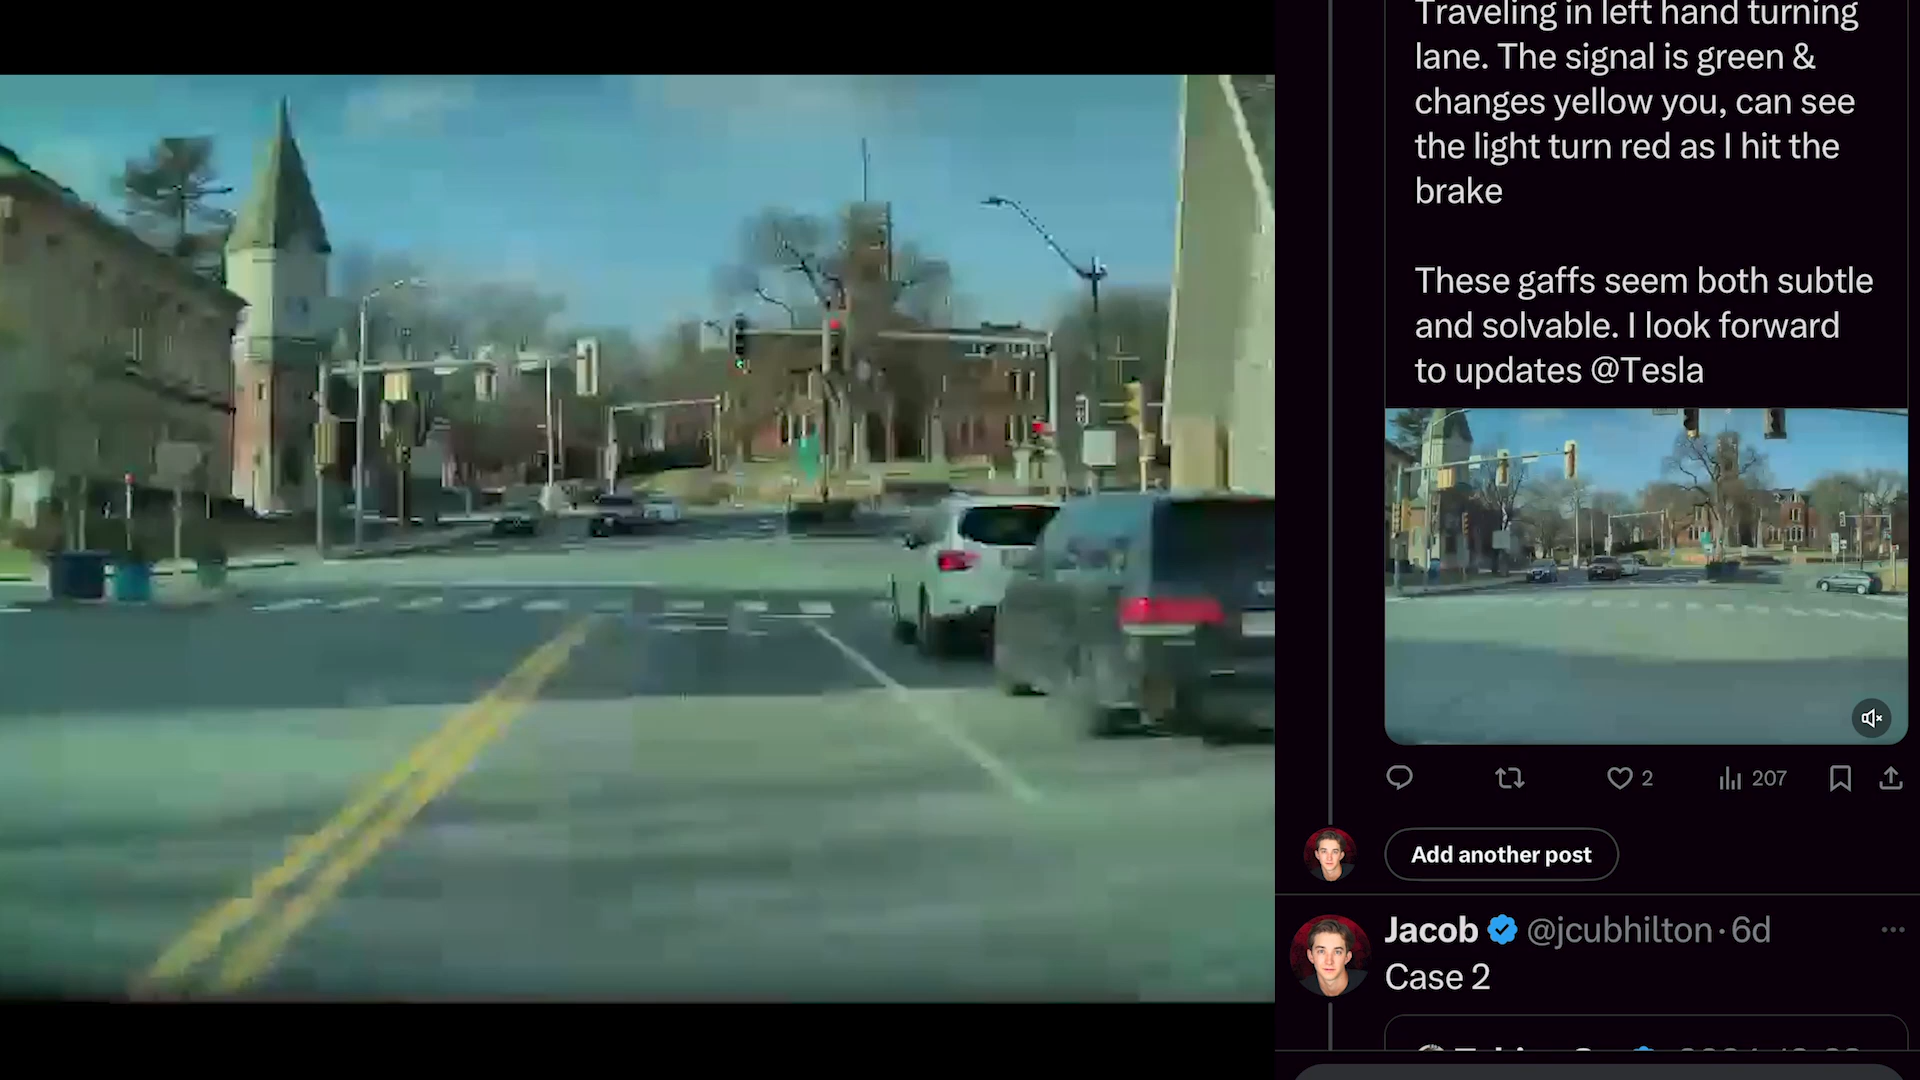 Traveling in left hand turning
lane. The signal is green &
changes yellow you, can see
the light turn red as I hit the
brake
These gaffs seem both subtle
and solvable. I look forward
to updates @Tesla
2
207
Add another post
Jacob @jcubhilton · 6d
Case 2